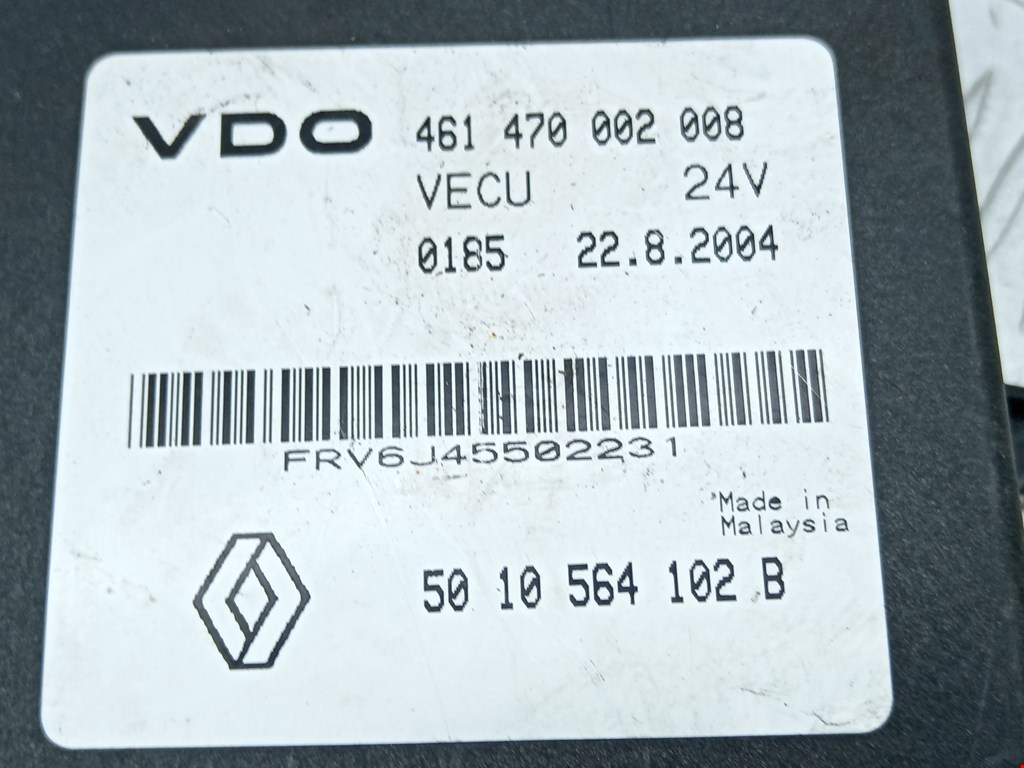 VDO 461 470 002 008
VECU 24V
0185 22.8.2004
FRV6J45502231
Made in
Malaysia
50 10 564 102 B